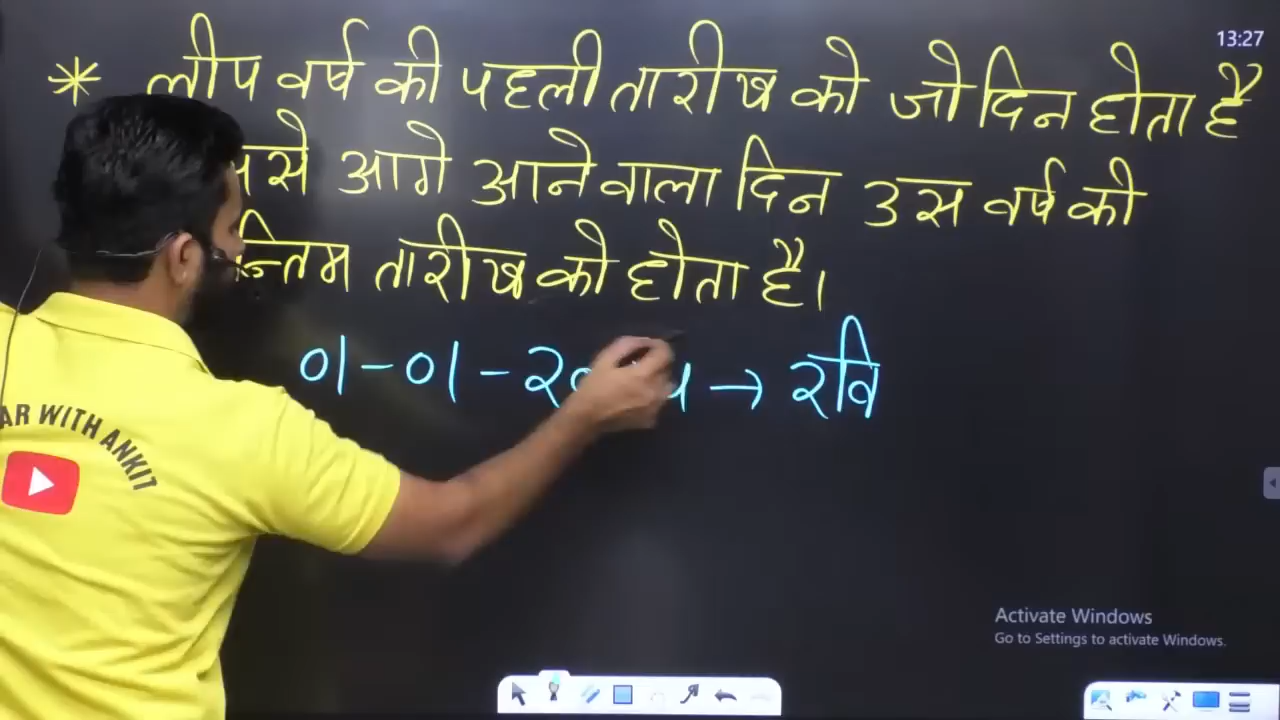 13:27
* लीप वर्ष की पहली तारीख को जो दिन होता है
से आगे आने वाला दिन उस वर्ष की
न्तिम तारीख को होता है।
01-01-20 → रवि
AR WITH ANKIT
Activate Windows
Go to Settings to activate Windows.